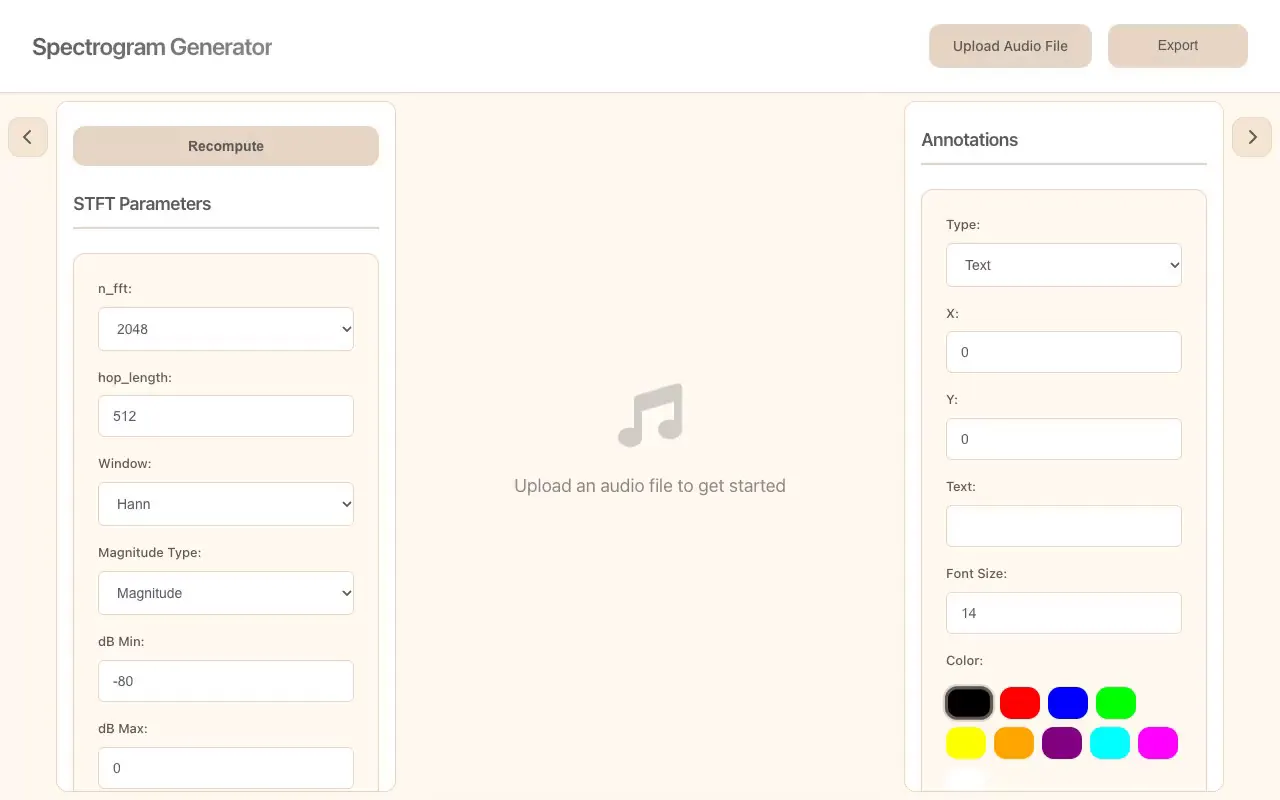 Spectrogram Generator
Upload Audio File
Export
Recompute
STFT Parameters
n_fft:
2048
hop_length:
512
Window:
Hann
Magnitude Type:
Magnitude
dB Min:
-80
dB Max:
0
Upload an audio file to get started
Annotations
Type:
Text
X:
0
Y:
0
Text:
Font Size:
14
Color: